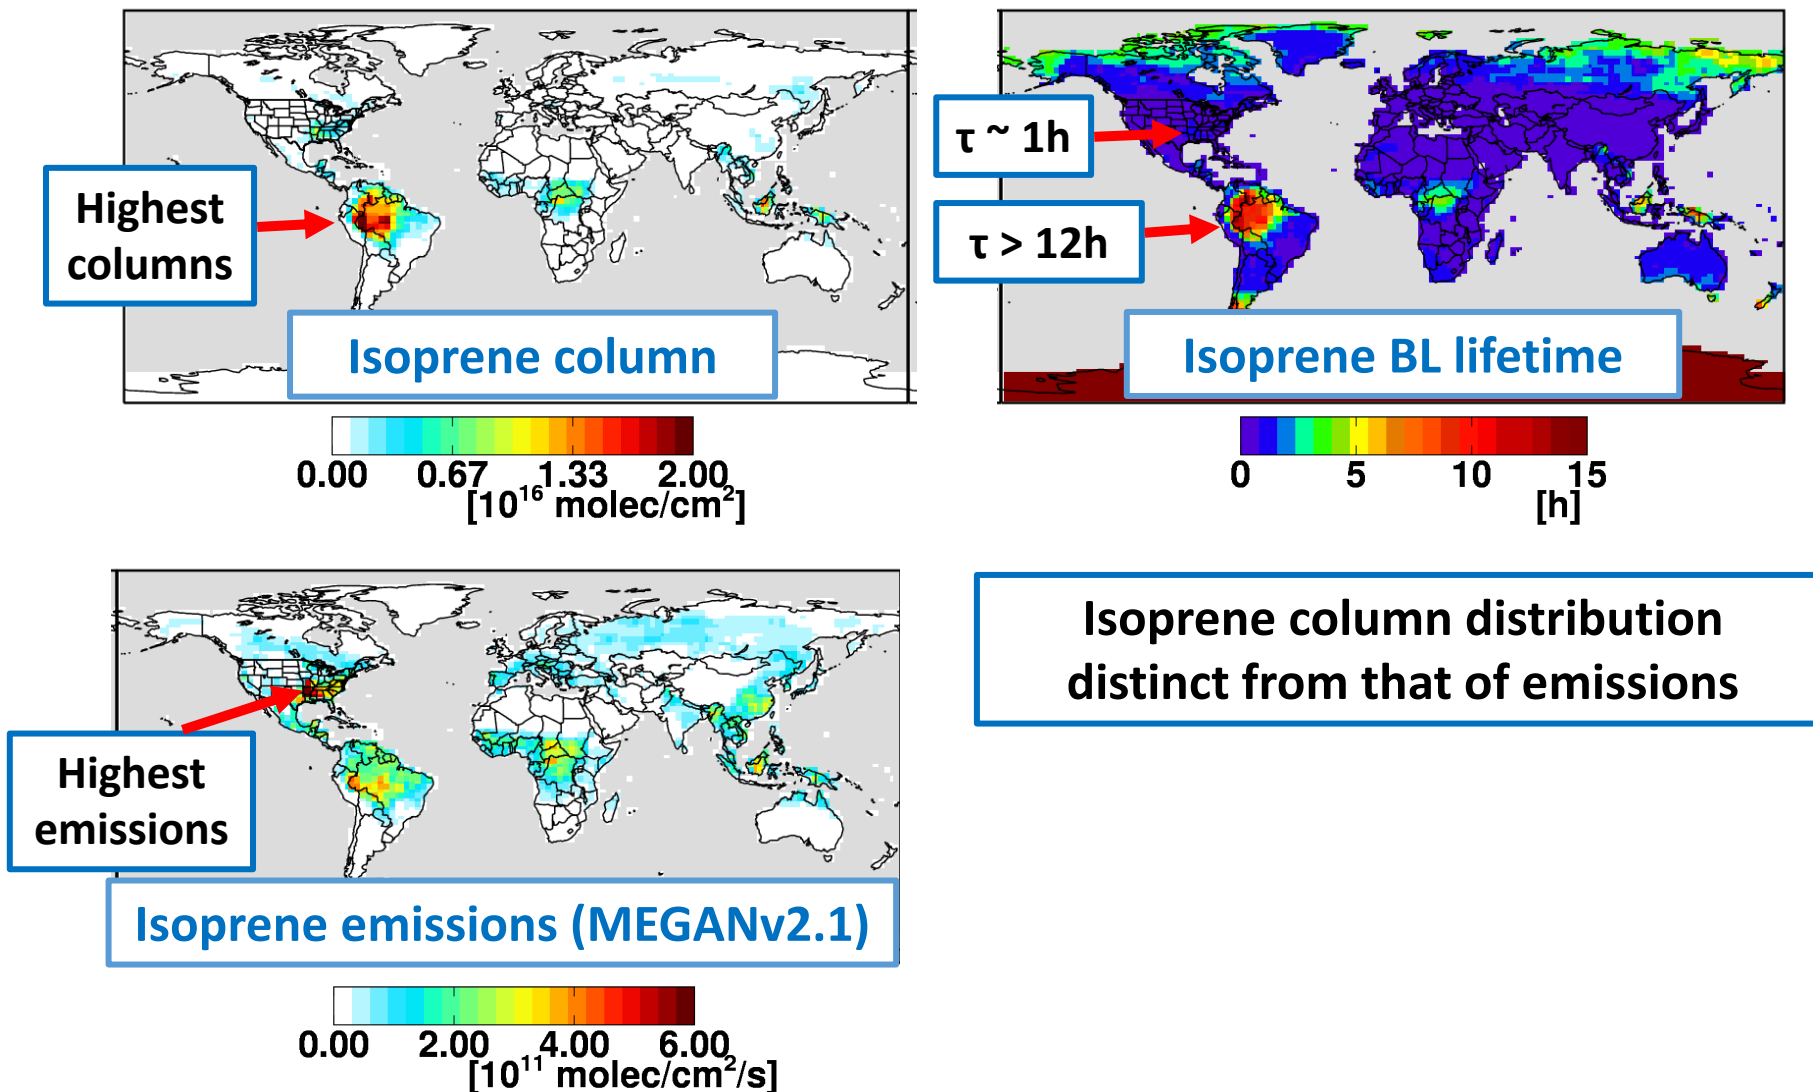 Highest
columns
Isoprene column
0.00 0.67 1.33 2.00
[10¹⁶ molec/cm²]
τ ~ 1h
τ > 12h
Isoprene BL lifetime
0 5 10 15
[h]
Highest
emissions
Isoprene emissions (MEGANv2.1)
0.00 2.00 4.00 6.00
[10¹¹ molec/cm²/s]
Isoprene column distribution
distinct from that of emissions